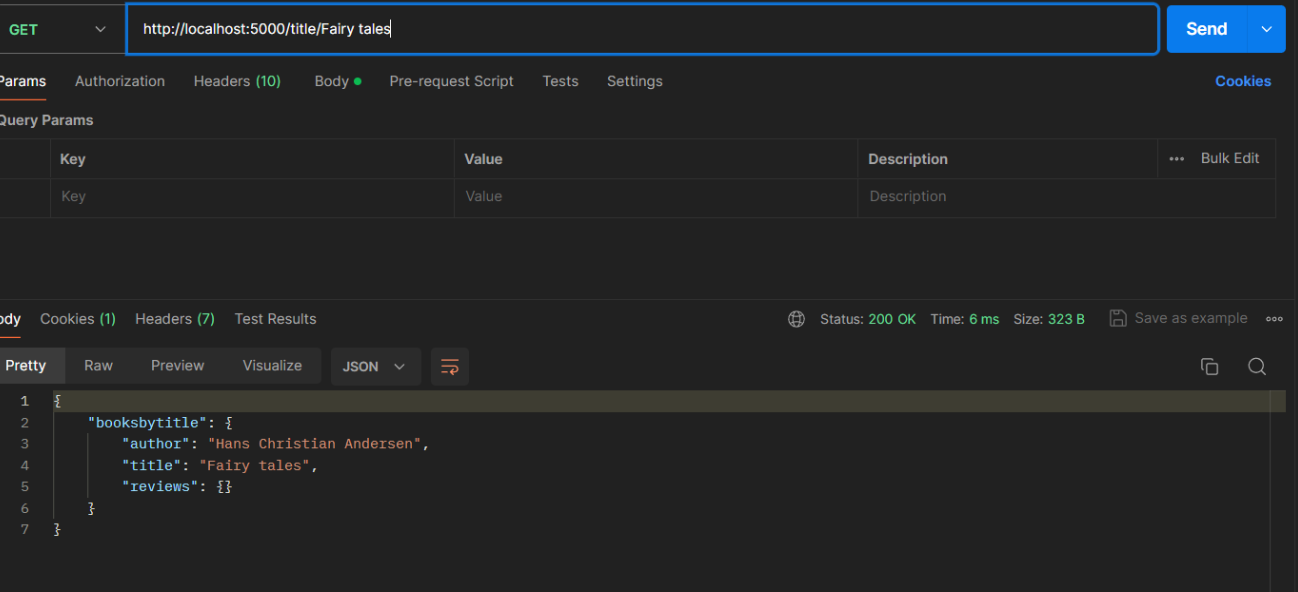 GET http://localhost:5000/title/Fairy tales Send
Params Authorization Headers (10) Body Pre-request Script Tests Settings Cookies
Query Params
Key Value Description ••• Bulk Edit
Key Value Description
ody Cookies (1) Headers (7) Test Results Status: 200 OK Time: 6 ms Size: 323 B Save as example
Pretty Raw Preview Visualize JSON
1 {
2 "booksbytitle": {
3 "author": "Hans Christian Andersen",
4 "title": "Fairy tales",
5 "reviews": {}
6 }
7 }